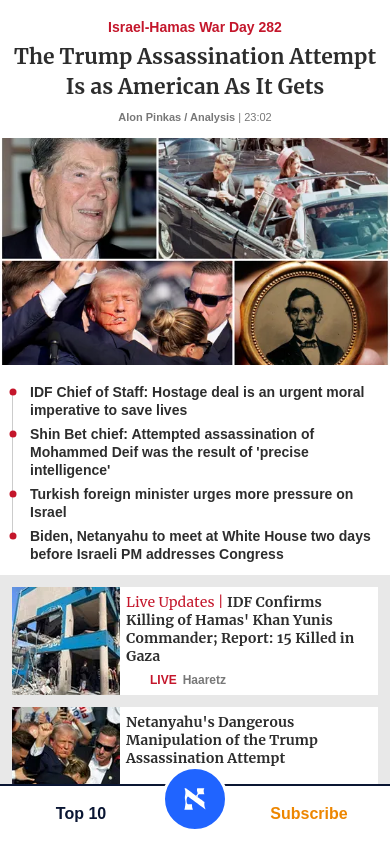 Israel-Hamas War Day 282
The Trump Assassination Attempt
Is as American As It Gets
Alon Pinkas / Analysis | 23:02
IDF Chief of Staff: Hostage deal is an urgent moral
imperative to save lives
Shin Bet chief: Attempted assassination of
Mohammed Deif was the result of 'precise
intelligence'
Turkish foreign minister urges more pressure on
Israel
Biden, Netanyahu to meet at White House two days
before Israeli PM addresses Congress
Live Updates | IDF Confirms
Killing of Hamas' Khan Yunis
Commander; Report: 15 Killed in
Gaza
LIVE Haaretz
Netanyahu's Dangerous
Manipulation of the Trump
Assassination Attempt
Top 10
Subscribe